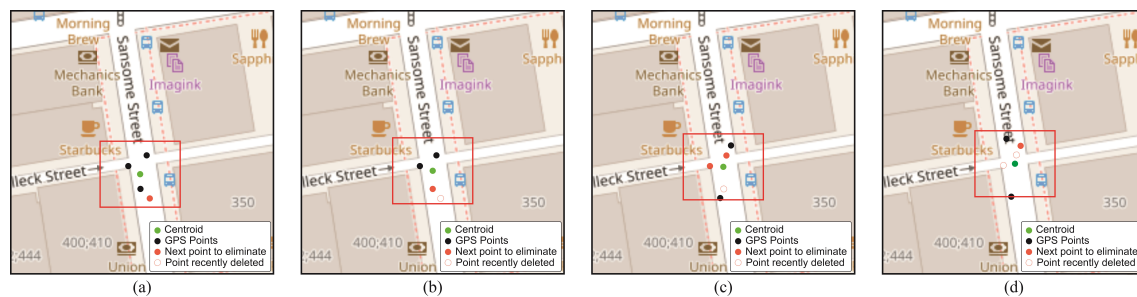 Morning
Brew
Sansome Street
Sapph
Mechanics
Bank
Imagink
Starbucks
lleck Street
350
400;410
2;444
Union
Centroid
GPS Points
Next point to eliminate
Point recently deleted
(a)
Morning
Brew
Sansome Street
Sapph
Mechanics
Bank
Imagink
Starbucks
lleck Street
350
400;410
2;444
Union
Centroid
GPS Points
Next point to eliminate
Point recently deleted
(b)
Morning
Brew
Sansome Street
Sapph
Mechanics
Bank
Imagink
Starbucks
lleck Street
350
400;410
2;444
Union
Centroid
GPS Points
Next point to eliminate
Point recently deleted
(c)
Morning
Brew
Sansome Street
Sapph
Mechanics
Bank
Imagink
Starbucks
lleck Street
350
400;410
2;444
Union
Centroid
GPS Points
Next point to eliminate
Point recently deleted
(d)